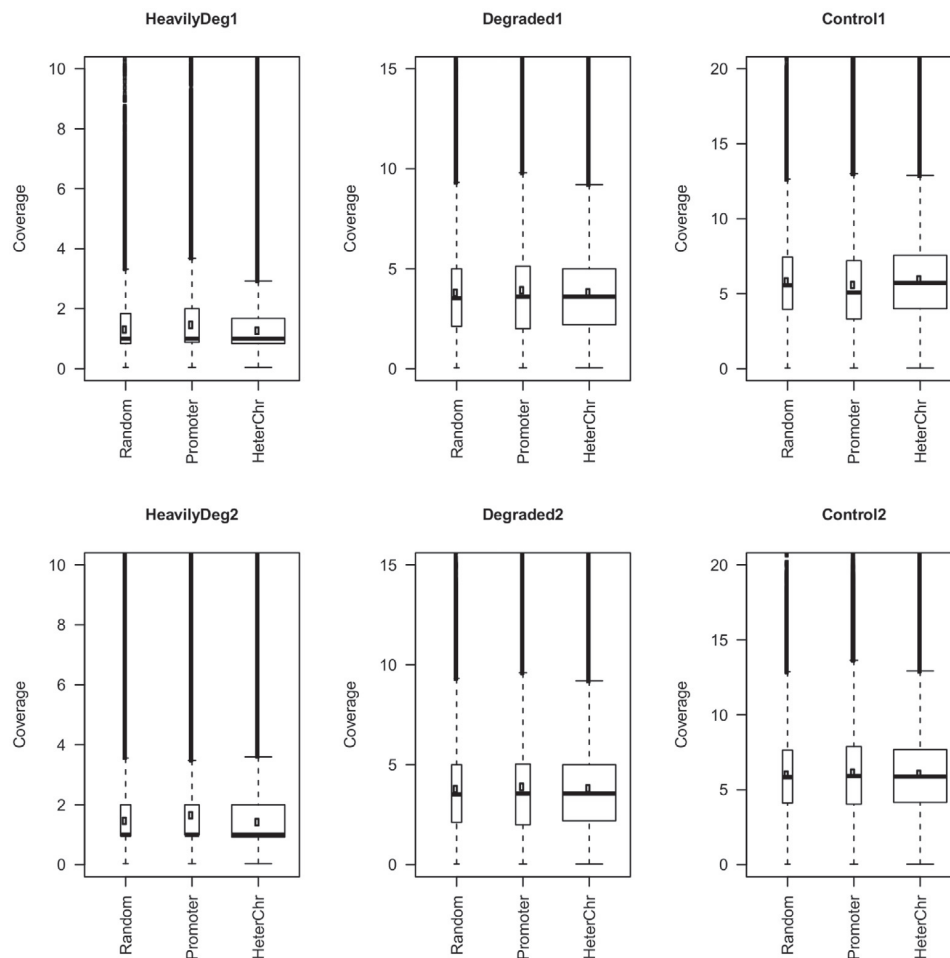 HeavilyDeg1
Degraded1
Control1
Coverage
10
8
6
4
2
0
Random
Promoter
HeterChr
Coverage
15
10
5
0
Random
Promoter
HeterChr
Coverage
20
15
10
5
0
Random
Promoter
HeterChr
HeavilyDeg2
Degraded2
Control2
Coverage
10
8
6
4
2
0
Random
Promoter
HeterChr
Coverage
15
10
5
0
Random
Promoter
HeterChr
Coverage
20
15
10
5
0
Random
Promoter
HeterChr